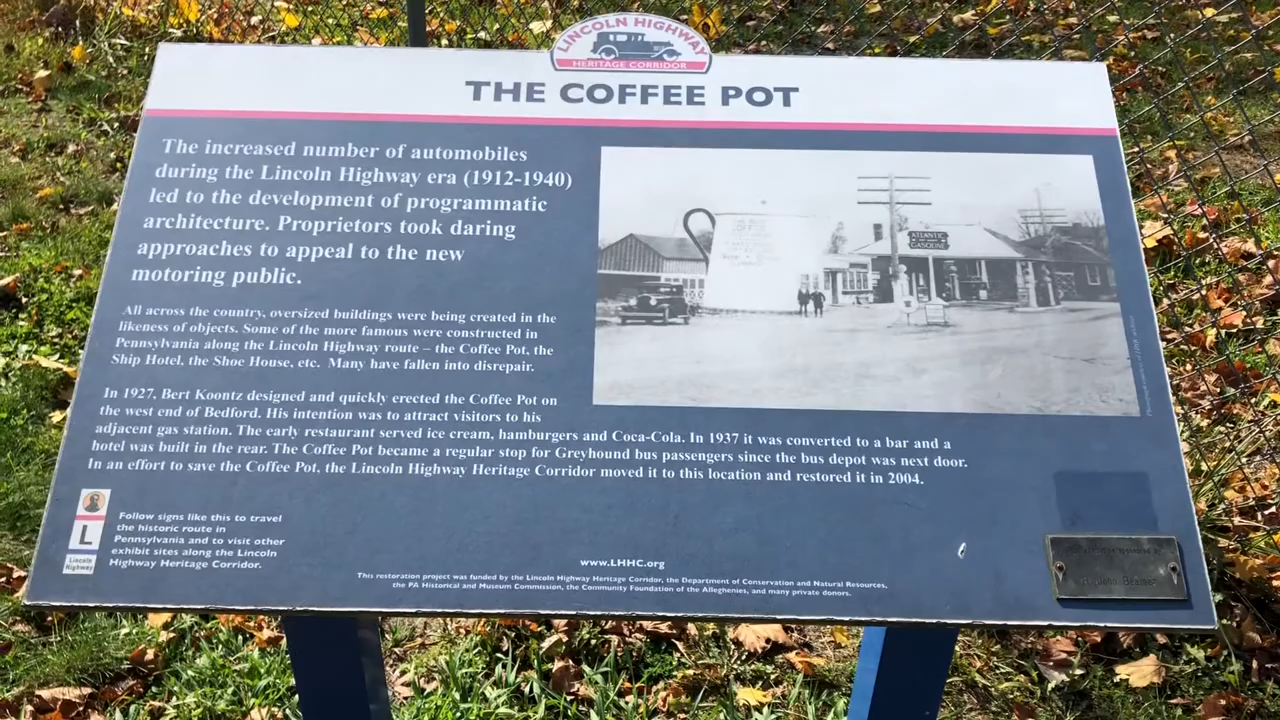 LINCOLN HIGHWAY
HERITAGE CORRIDOR
THE COFFEE POT
The increased number of automobiles
during the Lincoln Highway era (1912-1940)
led to the development of programmatic
architecture. Proprietors took daring
approaches to appeal to the new
motoring public.
All across the country, oversized buildings were being created in the
likeness of objects. Some of the more famous were constructed in
Pennsylvania along the Lincoln Highway route – the Coffee Pot, the
Ship Hotel, the Shoe House, etc. Many have fallen into disrepair.
In 1927, Bert Koontz designed and quickly erected the Coffee Pot on
the west end of Bedford. His intention was to attract visitors to his
adjacent gas station. The early restaurant served ice cream, hamburgers and Coca-Cola. In 1937 it was converted to a bar and a
hotel was built in the rear. The Coffee Pot became a regular stop for Greyhound bus passengers since the bus depot was next door.
In an effort to save the Coffee Pot, the Lincoln Highway Heritage Corridor moved it to this location and restored it in 2004.
ATLANTIC
GASOLINE
L
Lincoln
Highway
Follow signs like this to travel
the historic route in
Pennsylvania and to visit other
exhibit sites along the Lincoln
Highway Heritage Corridor.
www.LHHC.org
This restoration project was funded by the Lincoln Highway Heritage Corridor, the Department of Conservation and Natural Resources,
the PA Historical and Museum Commission, the Community Foundation of the Alleghenies, and many private donors.